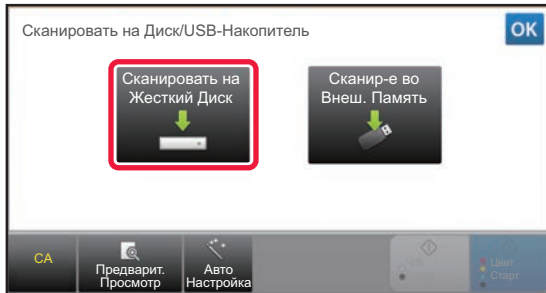 Сканировать на Диск/USB-Накопитель
OK
Сканировать на
Жесткий Диск
Сканир-е во
Внеш. Память
CA
Предварит.
Просмотр
Авто
Настройка
Ч/Б
Цвет
Старт